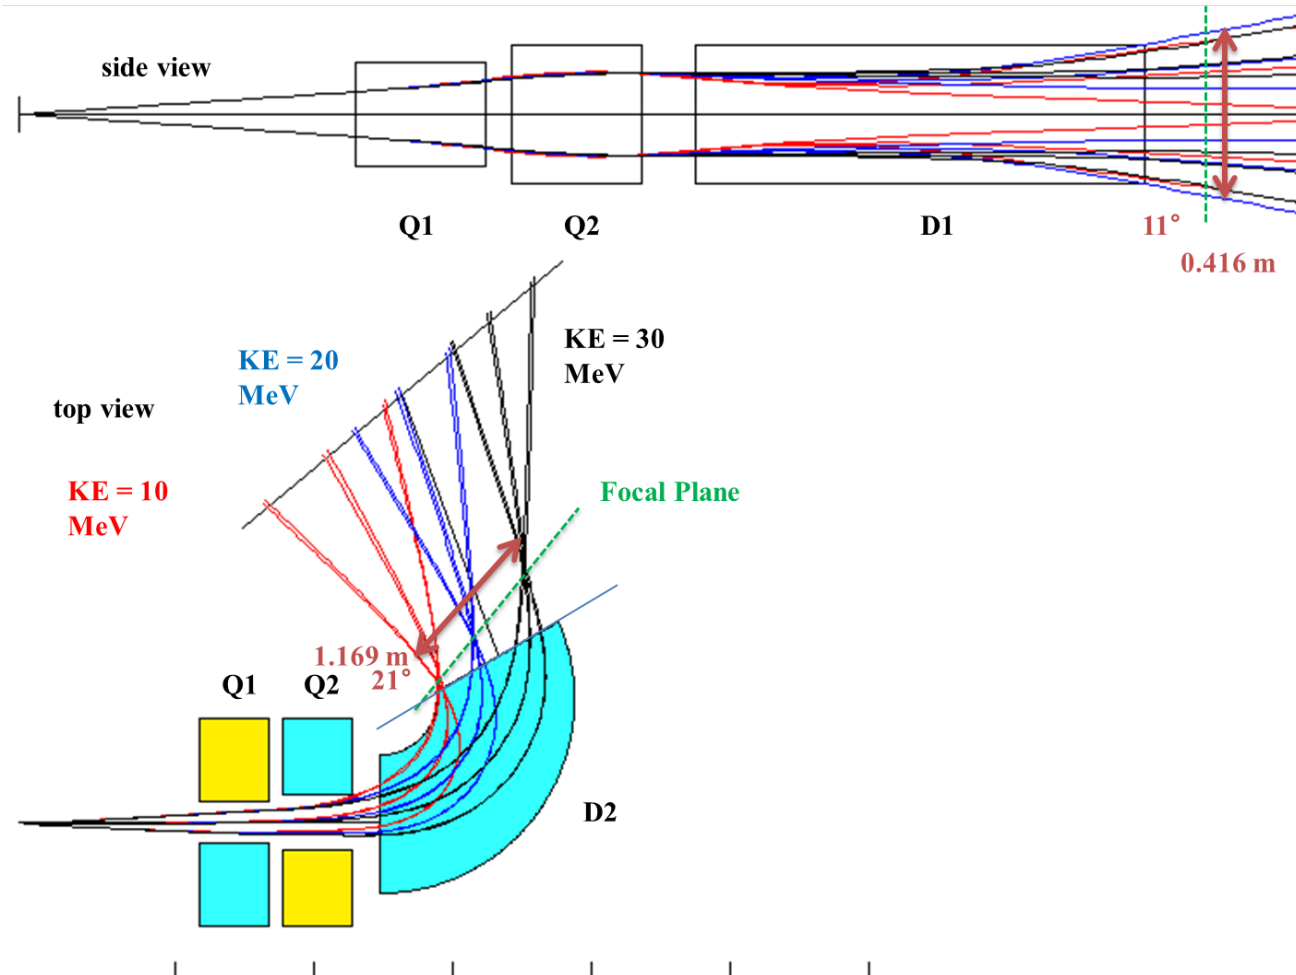 side view
Q1
Q2
D1
11°
0.416 m
KE = 30
MeV
KE = 20
MeV
top view
KE = 10
MeV
Focal Plane
1.169 m
21°
Q1
Q2
D2